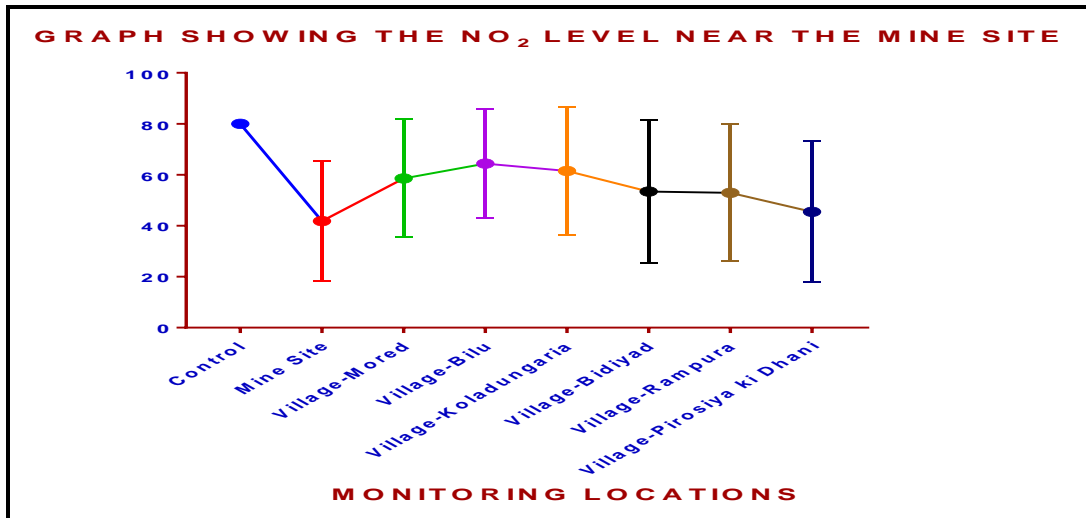 GRAPH SHOWING THE NO₂ LEVEL NEAR THE MINE SITE
100
80
60
40
20
0
Control
Mine Site
Village-Mored
Village-Bilu
Village-Koladungaria
Village-Bidiyad
Village-Rampura
Village-Pirosiya ki Dhani
MONITORING LOCATIONS